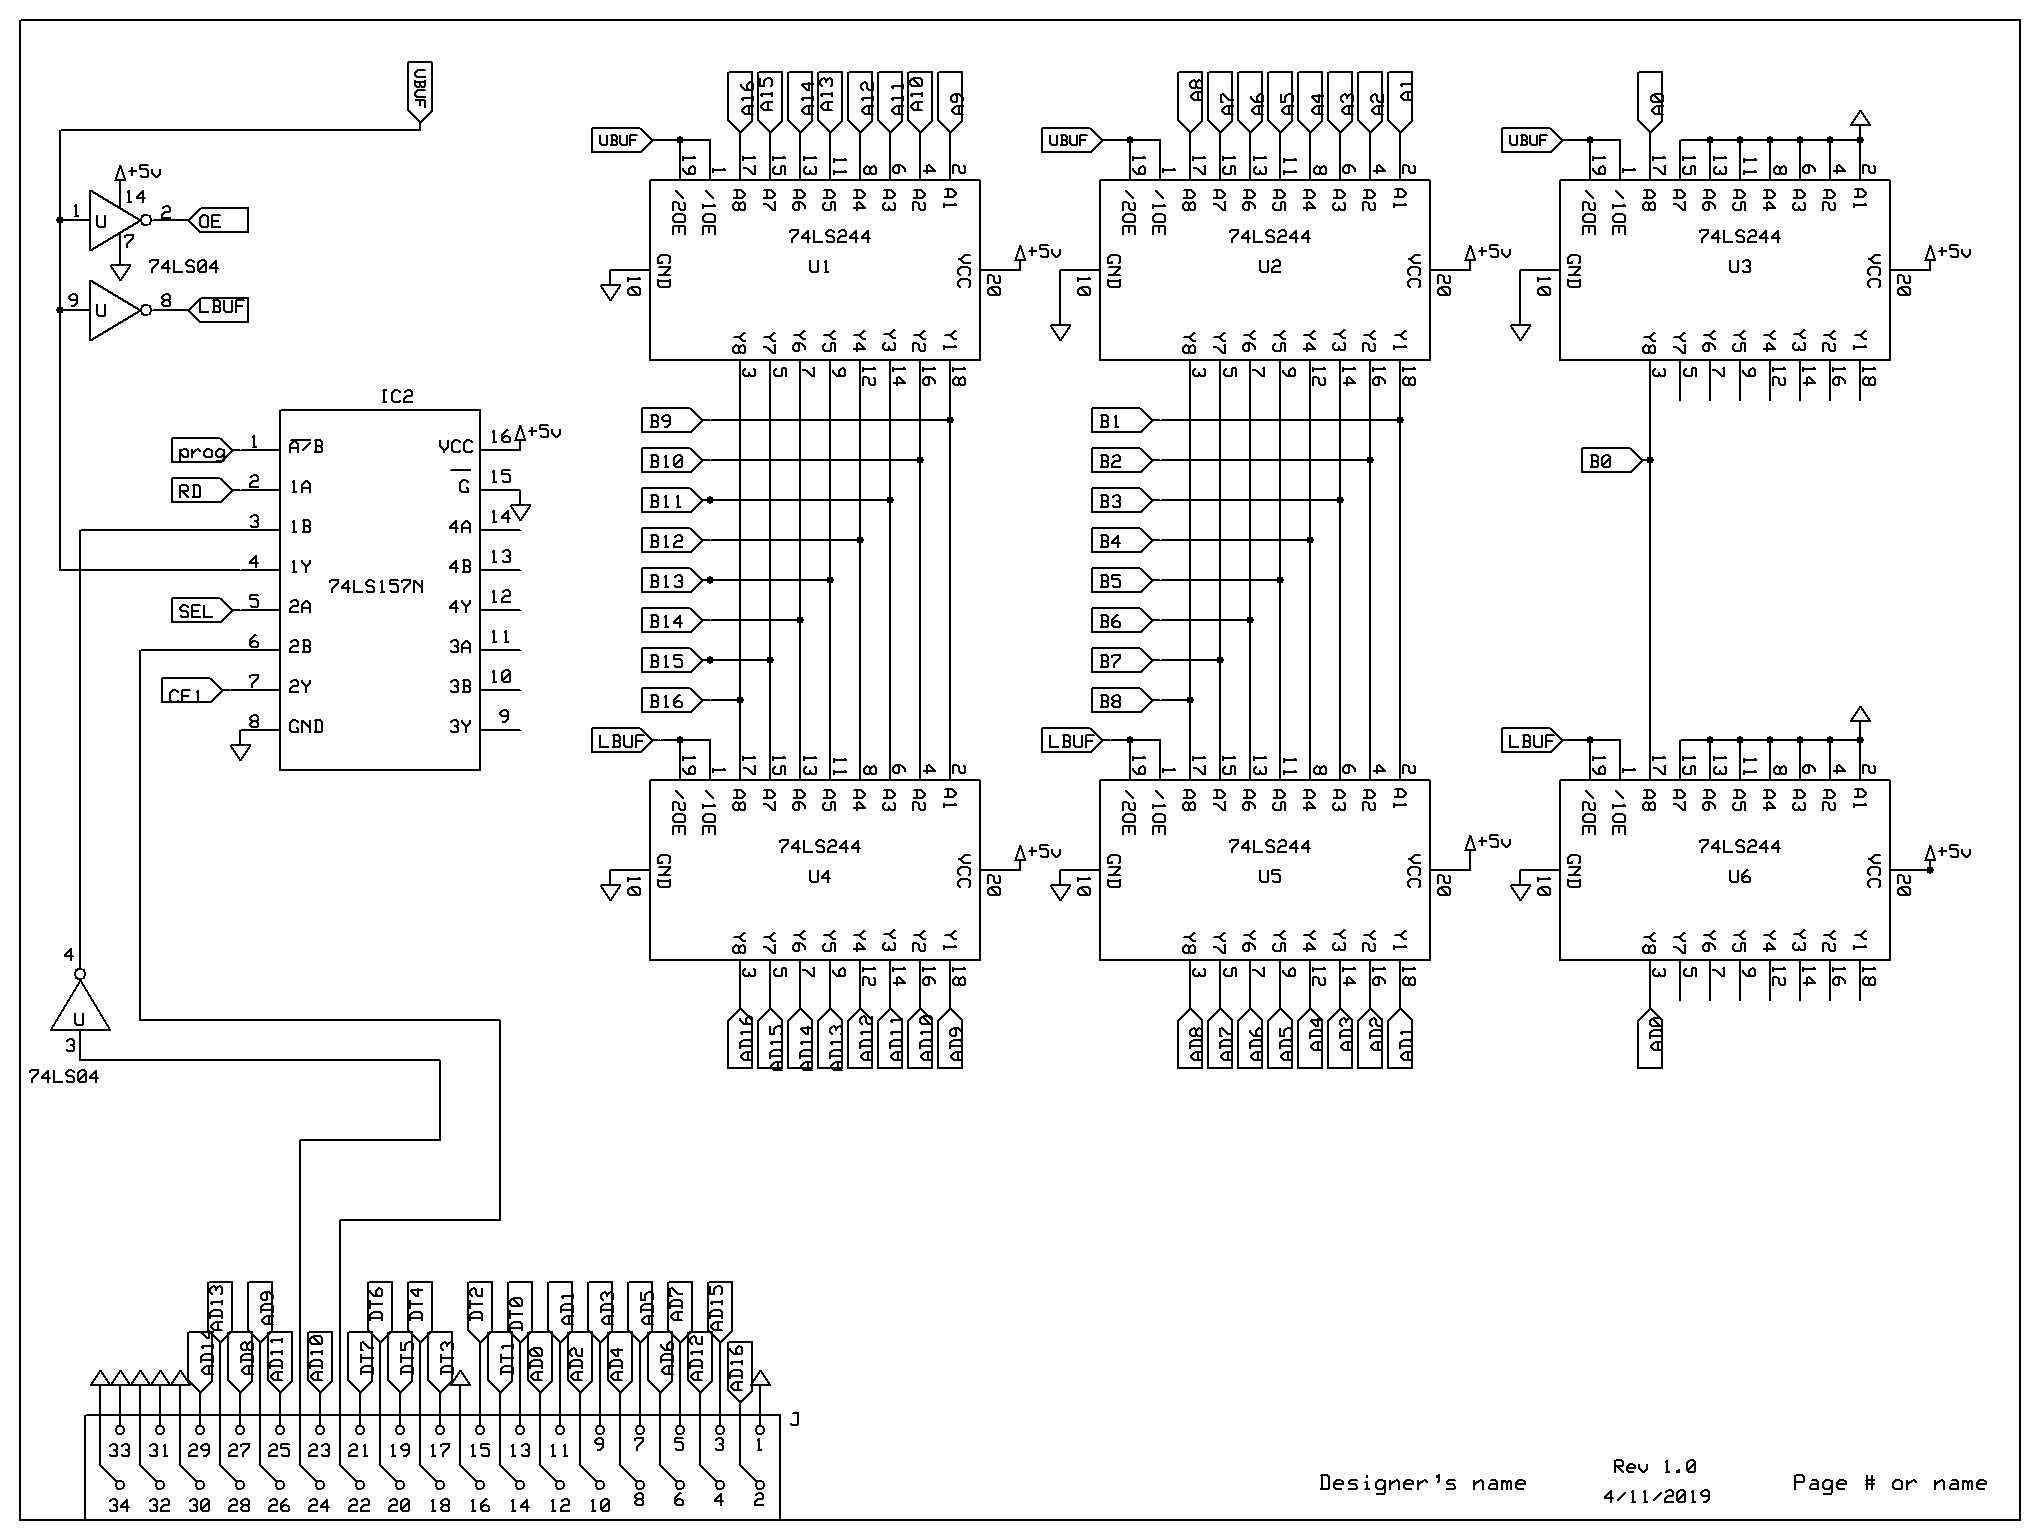 UBUF
+5v
14
1 U 2 OE
7
74LS04
9 U 8 LBUF
IC2
prog 1 A/B VCC 16 +5v
RD 2 1A G 15
3 1B 4A 14
4 1Y 4B 13
74LS157N
SEL 5 2A 4Y 12
6 2B 3A 11
CE1 7 2Y 3B 10
8 GND 3Y 9
4
U
3
74LS04
A16 A15 A14 A13 A12 A11 A10 A9
UBUF
19 1 17 15 13 11 8 6 4 2
/2OE /1OE A8 A7 A6 A5 A4 A3 A2 A1
74LS244
U1
GND 10 VCC 20 +5v
Y8 Y7 Y6 Y5 Y4 Y3 Y2 Y1
3 5 7 9 12 14 16 18
B9
B10
B11
B12
B13
B14
B15
B16
LBUF
19 1 17 15 13 11 8 6 4 2
/2OE /1OE A8 A7 A6 A5 A4 A3 A2 A1
74LS244
U4
GND 10 VCC 20 +5v
Y8 Y7 Y6 Y5 Y4 Y3 Y2 Y1
3 5 7 9 12 14 16 18
AD16 AD15 AD14 AD13 AD12 AD11 AD10 AD9
A8 A7 A6 A5 A4 A3 A2 A1
UBUF
19 1 17 15 13 11 8 6 4 2
/2OE /1OE A8 A7 A6 A5 A4 A3 A2 A1
74LS244
U2
GND 10 VCC 20 +5v
Y8 Y7 Y6 Y5 Y4 Y3 Y2 Y1
3 5 7 9 12 14 16 18
B1
B2
B3
B4
B5
B6
B7
B8
LBUF
19 1 17 15 13 11 8 6 4 2
/2OE /1OE A8 A7 A6 A5 A4 A3 A2 A1
74LS244
U5
GND 10 VCC 20 +5v
Y8 Y7 Y6 Y5 Y4 Y3 Y2 Y1
3 5 7 9 12 14 16 18
AD8 AD7 AD6 AD5 AD4 AD3 AD2 AD1
A0
UBUF
19 1 17 15 13 11 8 6 4 2
/2OE /1OE A8 A7 A6 A5 A4 A3 A2 A1
74LS244
U3
GND 10 VCC 20 +5v
Y8 Y7 Y6 Y5 Y4 Y3 Y2 Y1
3 5 7 9 12 14 16 18
B0
LBUF
19 1 17 15 13 11 8 6 4 2
/2OE /1OE A8 A7 A6 A5 A4 A3 A2 A1
74LS244
U6
GND 10 VCC 20 +5v
Y8 Y7 Y6 Y5 Y4 Y3 Y2 Y1
3 5 7 9 12 14 16 18
AD0
AD13 AD9 DT6 DT4 DT2 DT0 AD1 AD3 AD5 AD7 AD15
AD14 AD8 AD11 AD10 DT7 DT5 DT3 DT1 AD0 AD2 AD4 AD6 AD12 AD16
J
33 31 29 27 25 23 21 19 17 15 13 11 9 7 5 3 1
34 32 30 28 26 24 22 20 18 16 14 12 10 8 6 4 2
Designer's name
Rev 1.0
4/11/2019
Page # or name